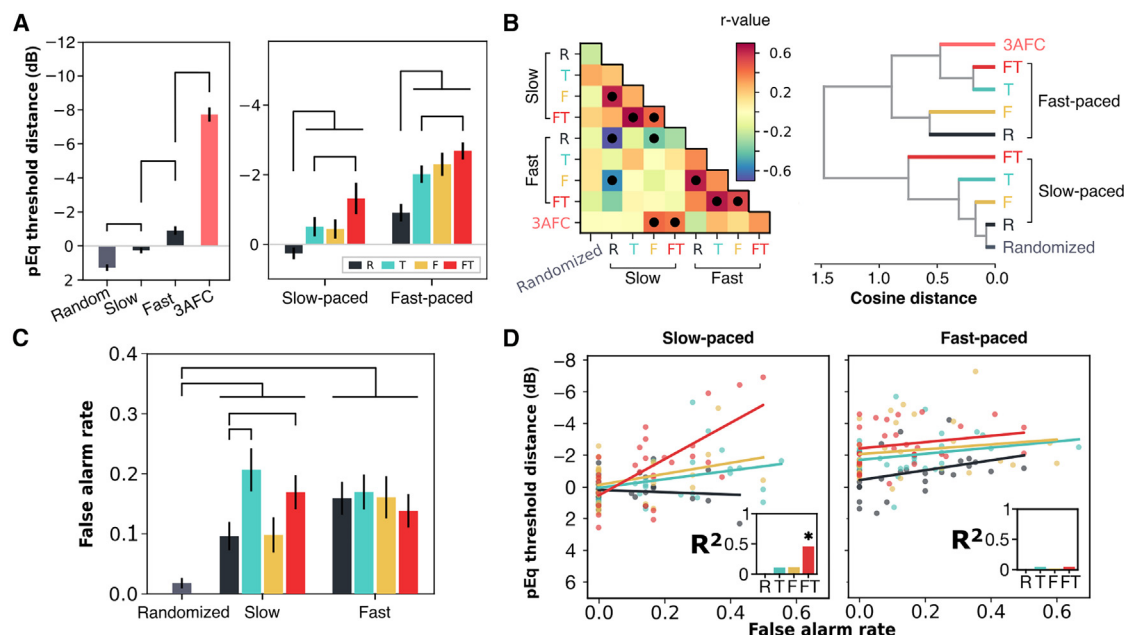 A
pEq threshold distance (dB)
−12
−10
−8
−6
−4
−2
0
2
Random
Slow
Fast
3AFC
−4
−2
0
R T F FT
Slow-paced
Fast-paced
B
r-value
0.6
0.4
0.2
0.0
−0.2
−0.4
−0.6
Slow
R
T
F
FT
Fast
R
T
F
FT
3AFC
Randomized R T F FT R T F FT
Slow Fast
3AFC
FT
T
F
R
Fast-paced
FT
T
F
R
Slow-paced
Randomized
1.5 1.0 0.5 0.0
Cosine distance
C
False alarm rate
0.4
0.3
0.2
0.1
0.0
Randomized Slow Fast
D
Slow-paced
Fast-paced
pEq threshold distance (dB)
−8
−6
−4
−2
0
2
4
6
R²
1
0.5
0
*
R T F FT
0.0 0.2 0.4 0.6
R²
1
0.5
0
R T F FT
0.0 0.2 0.4 0.6
False alarm rate